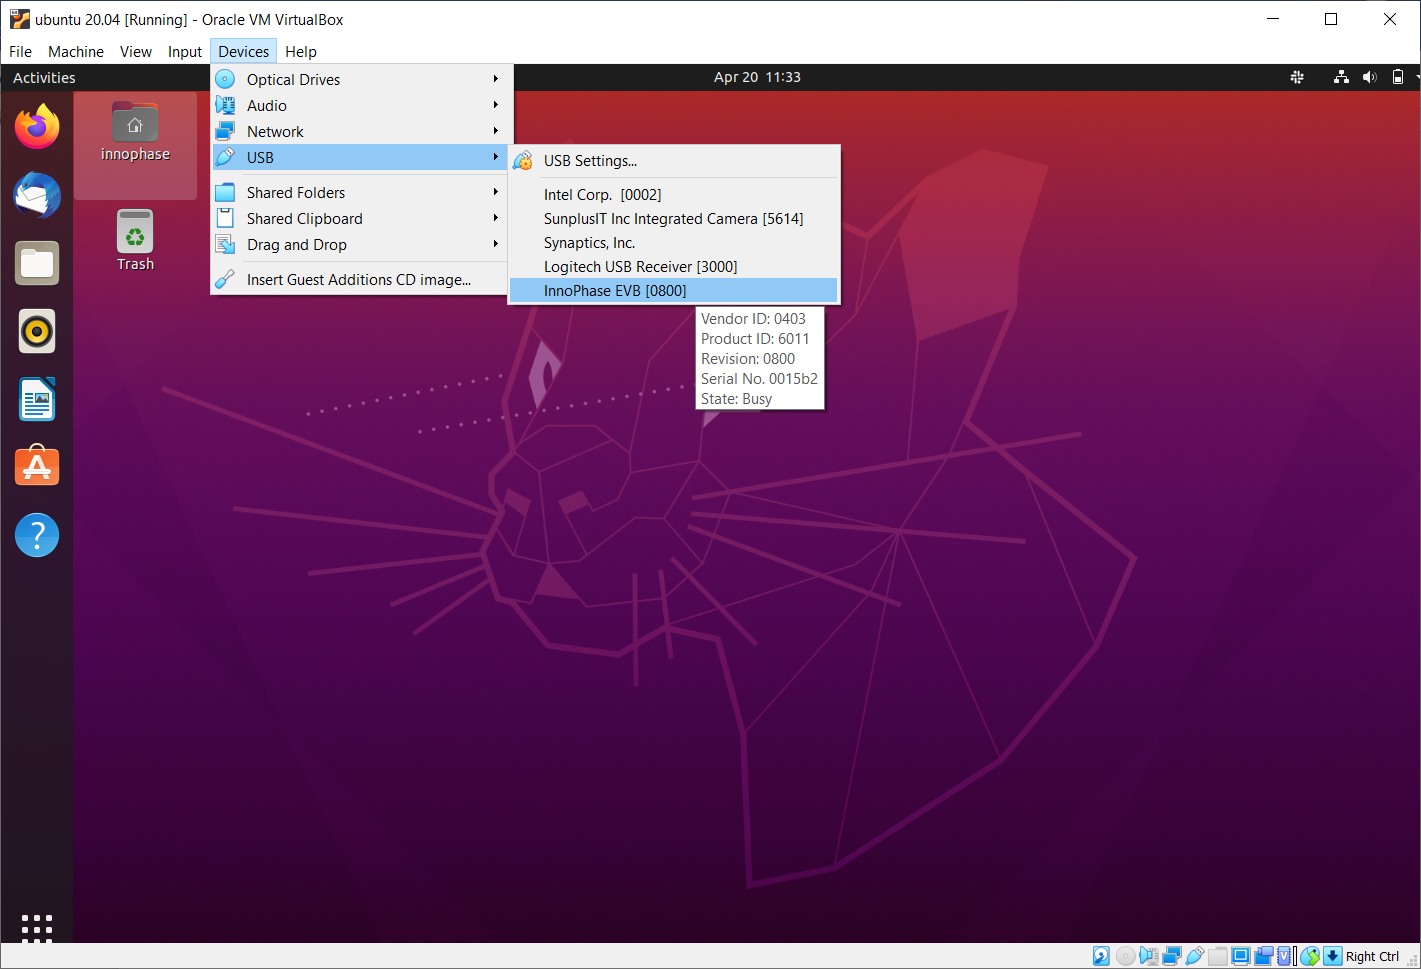 ubuntu 20.04 [Running] - Oracle VM VirtualBox
File Machine View Input Devices Help
Activities
Apr 20 11:33
Optical Drives
Audio
Network
USB
Shared Folders
Shared Clipboard
Drag and Drop
Insert Guest Additions CD image...
USB Settings...
Intel Corp. [0002]
SunplusIT Inc Integrated Camera [5614]
Synaptics, Inc.
Logitech USB Receiver [3000]
InnoPhase EVB [0800]
Vendor ID: 0403
Product ID: 6011
Revision: 0800
Serial No. 0015b2
State: Busy
innophase
Trash
Right Ctrl